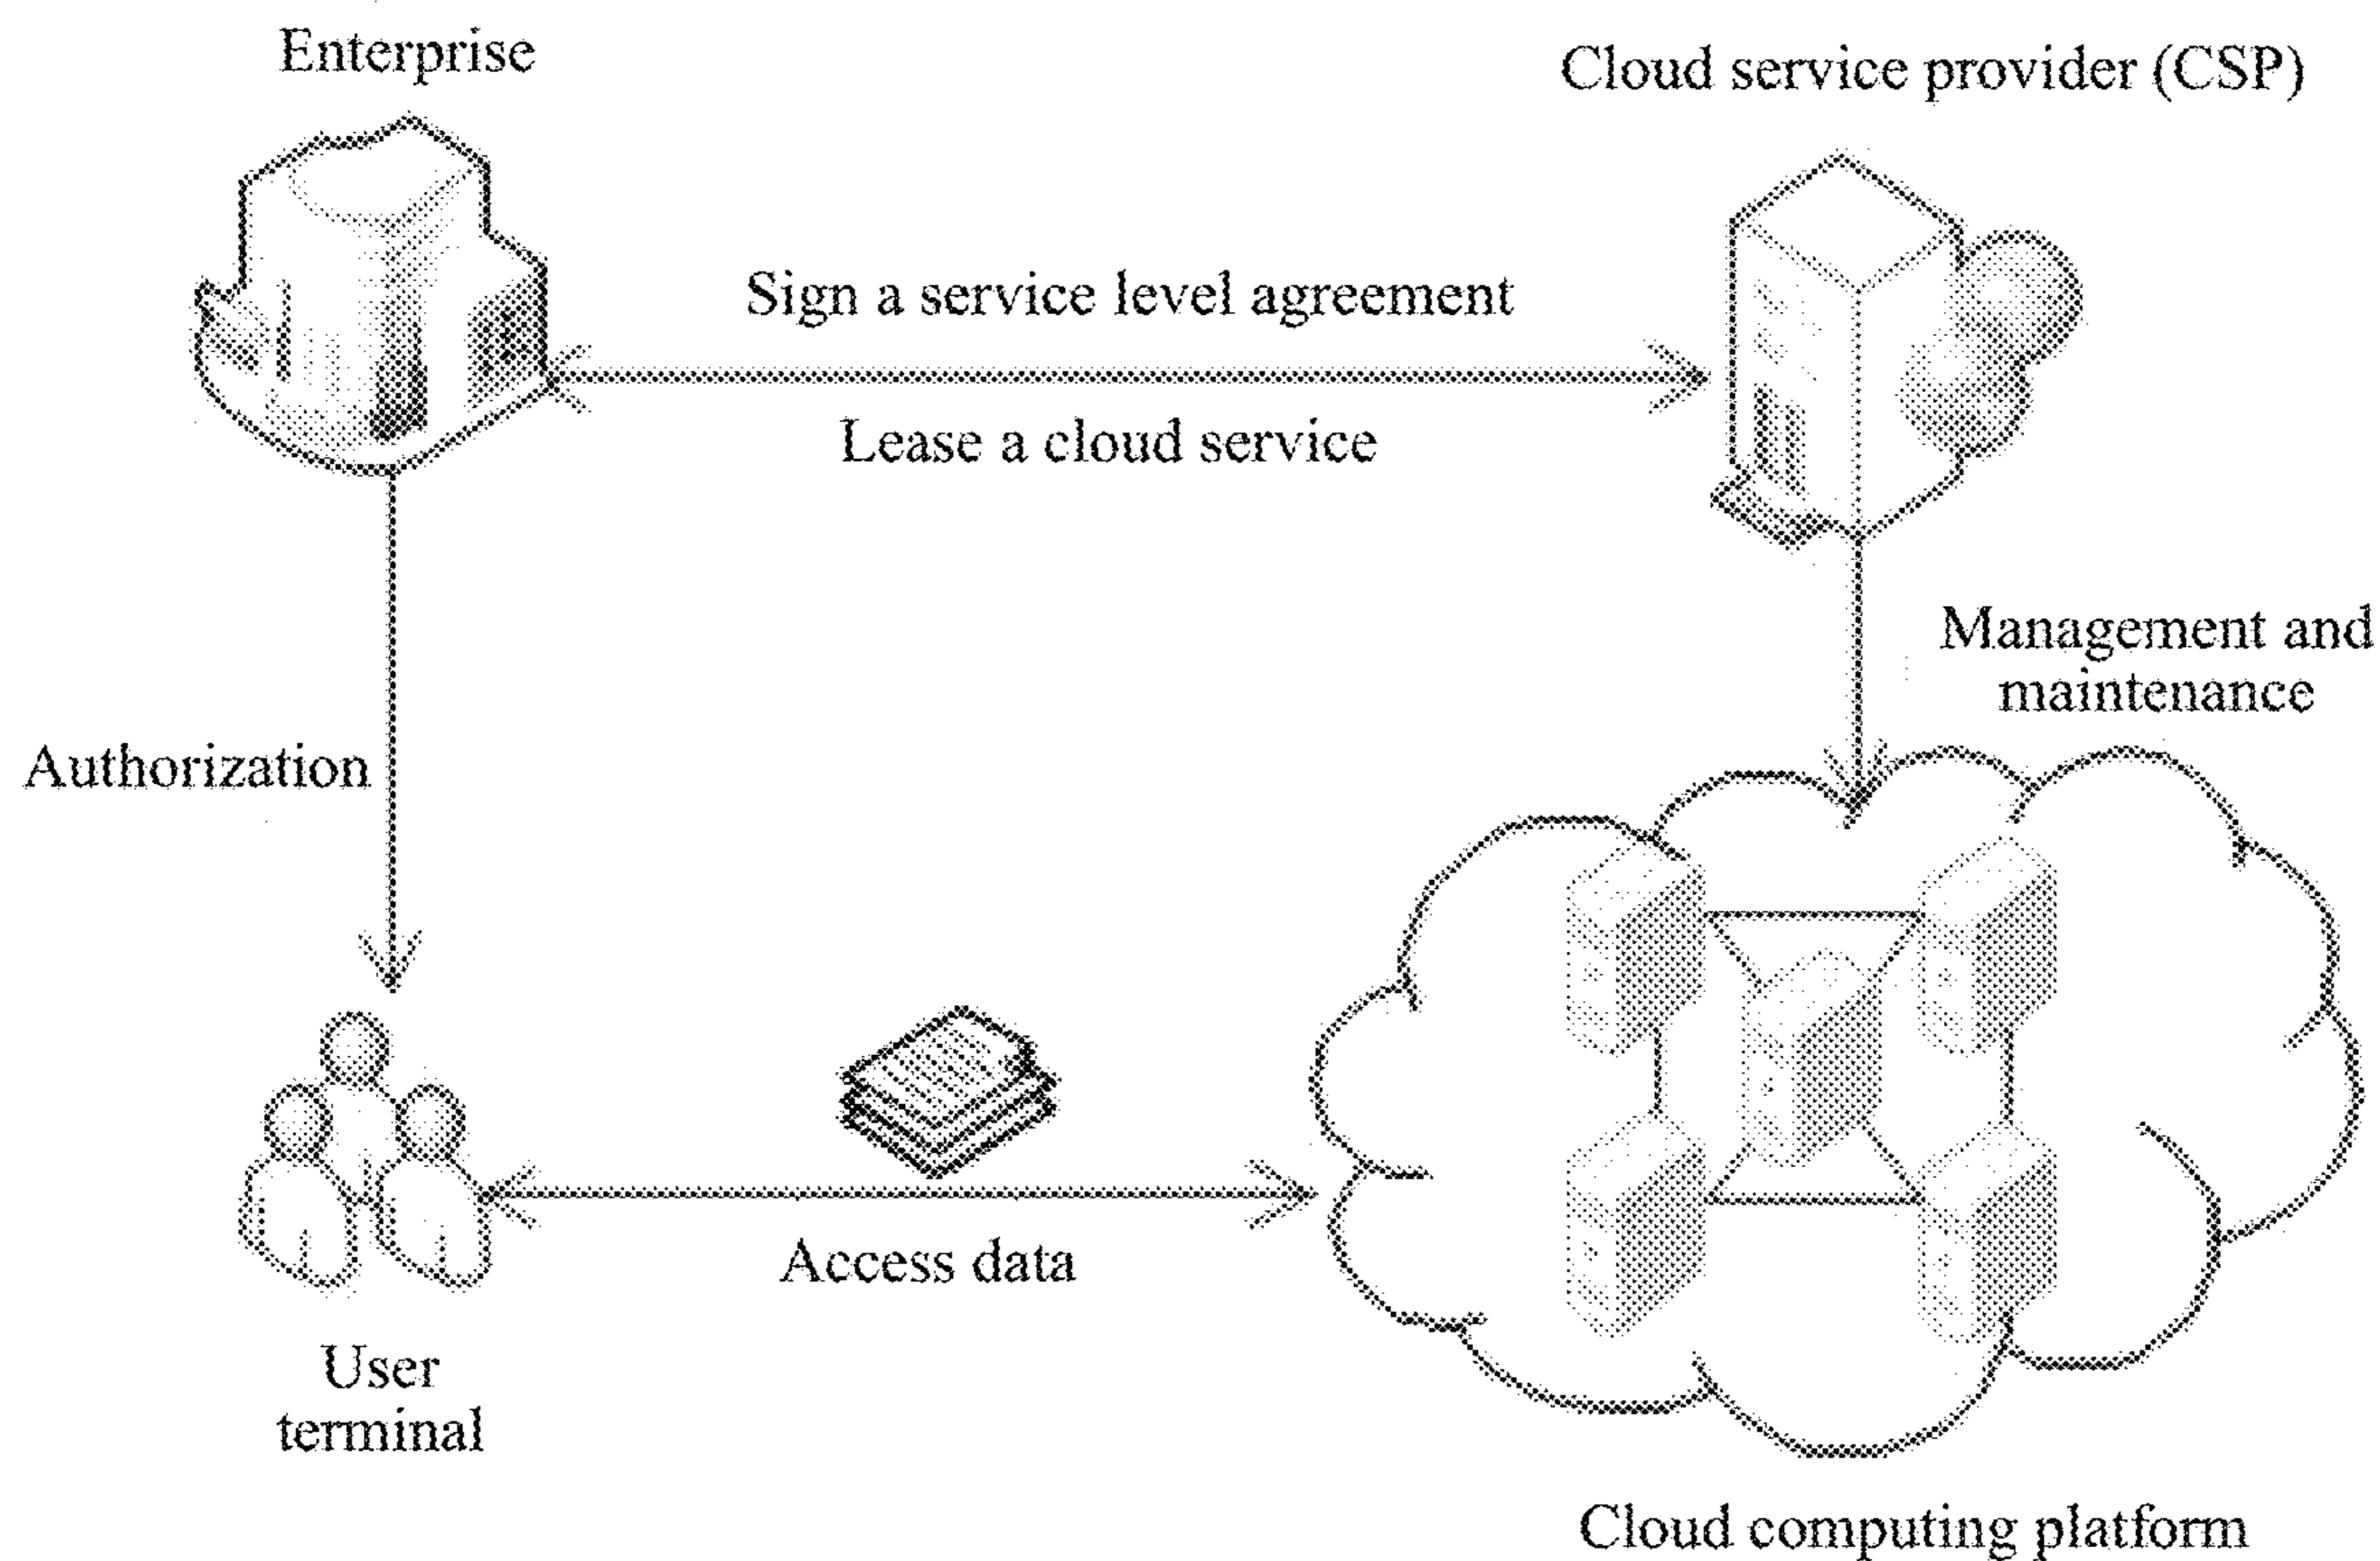 Enterprise
Cloud service provider (CSP)
Sign a service level agreement
Lease a cloud service
Management and
maintenance
Authorization
Access data
User
terminal
Cloud computing platform